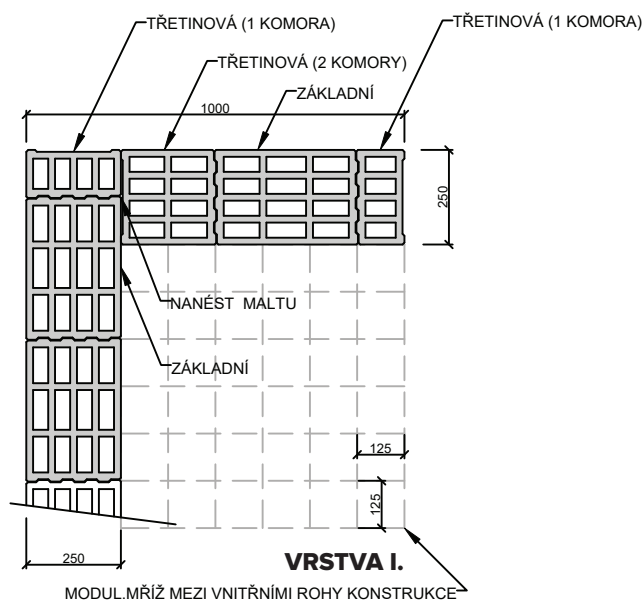 TŘETINOVÁ (1 KOMORA)
TŘETINOVÁ (1 KOMORA)
TŘETINOVÁ (2 KOMORY)
ZÁKLADNÍ
1000
250
NANÉST MALTU
ZÁKLADNÍ
125
125
250
VRSTVA I.
MODUL.MŘÍŽ MEZI VNITŘNÍMI ROHY KONSTRUKCE